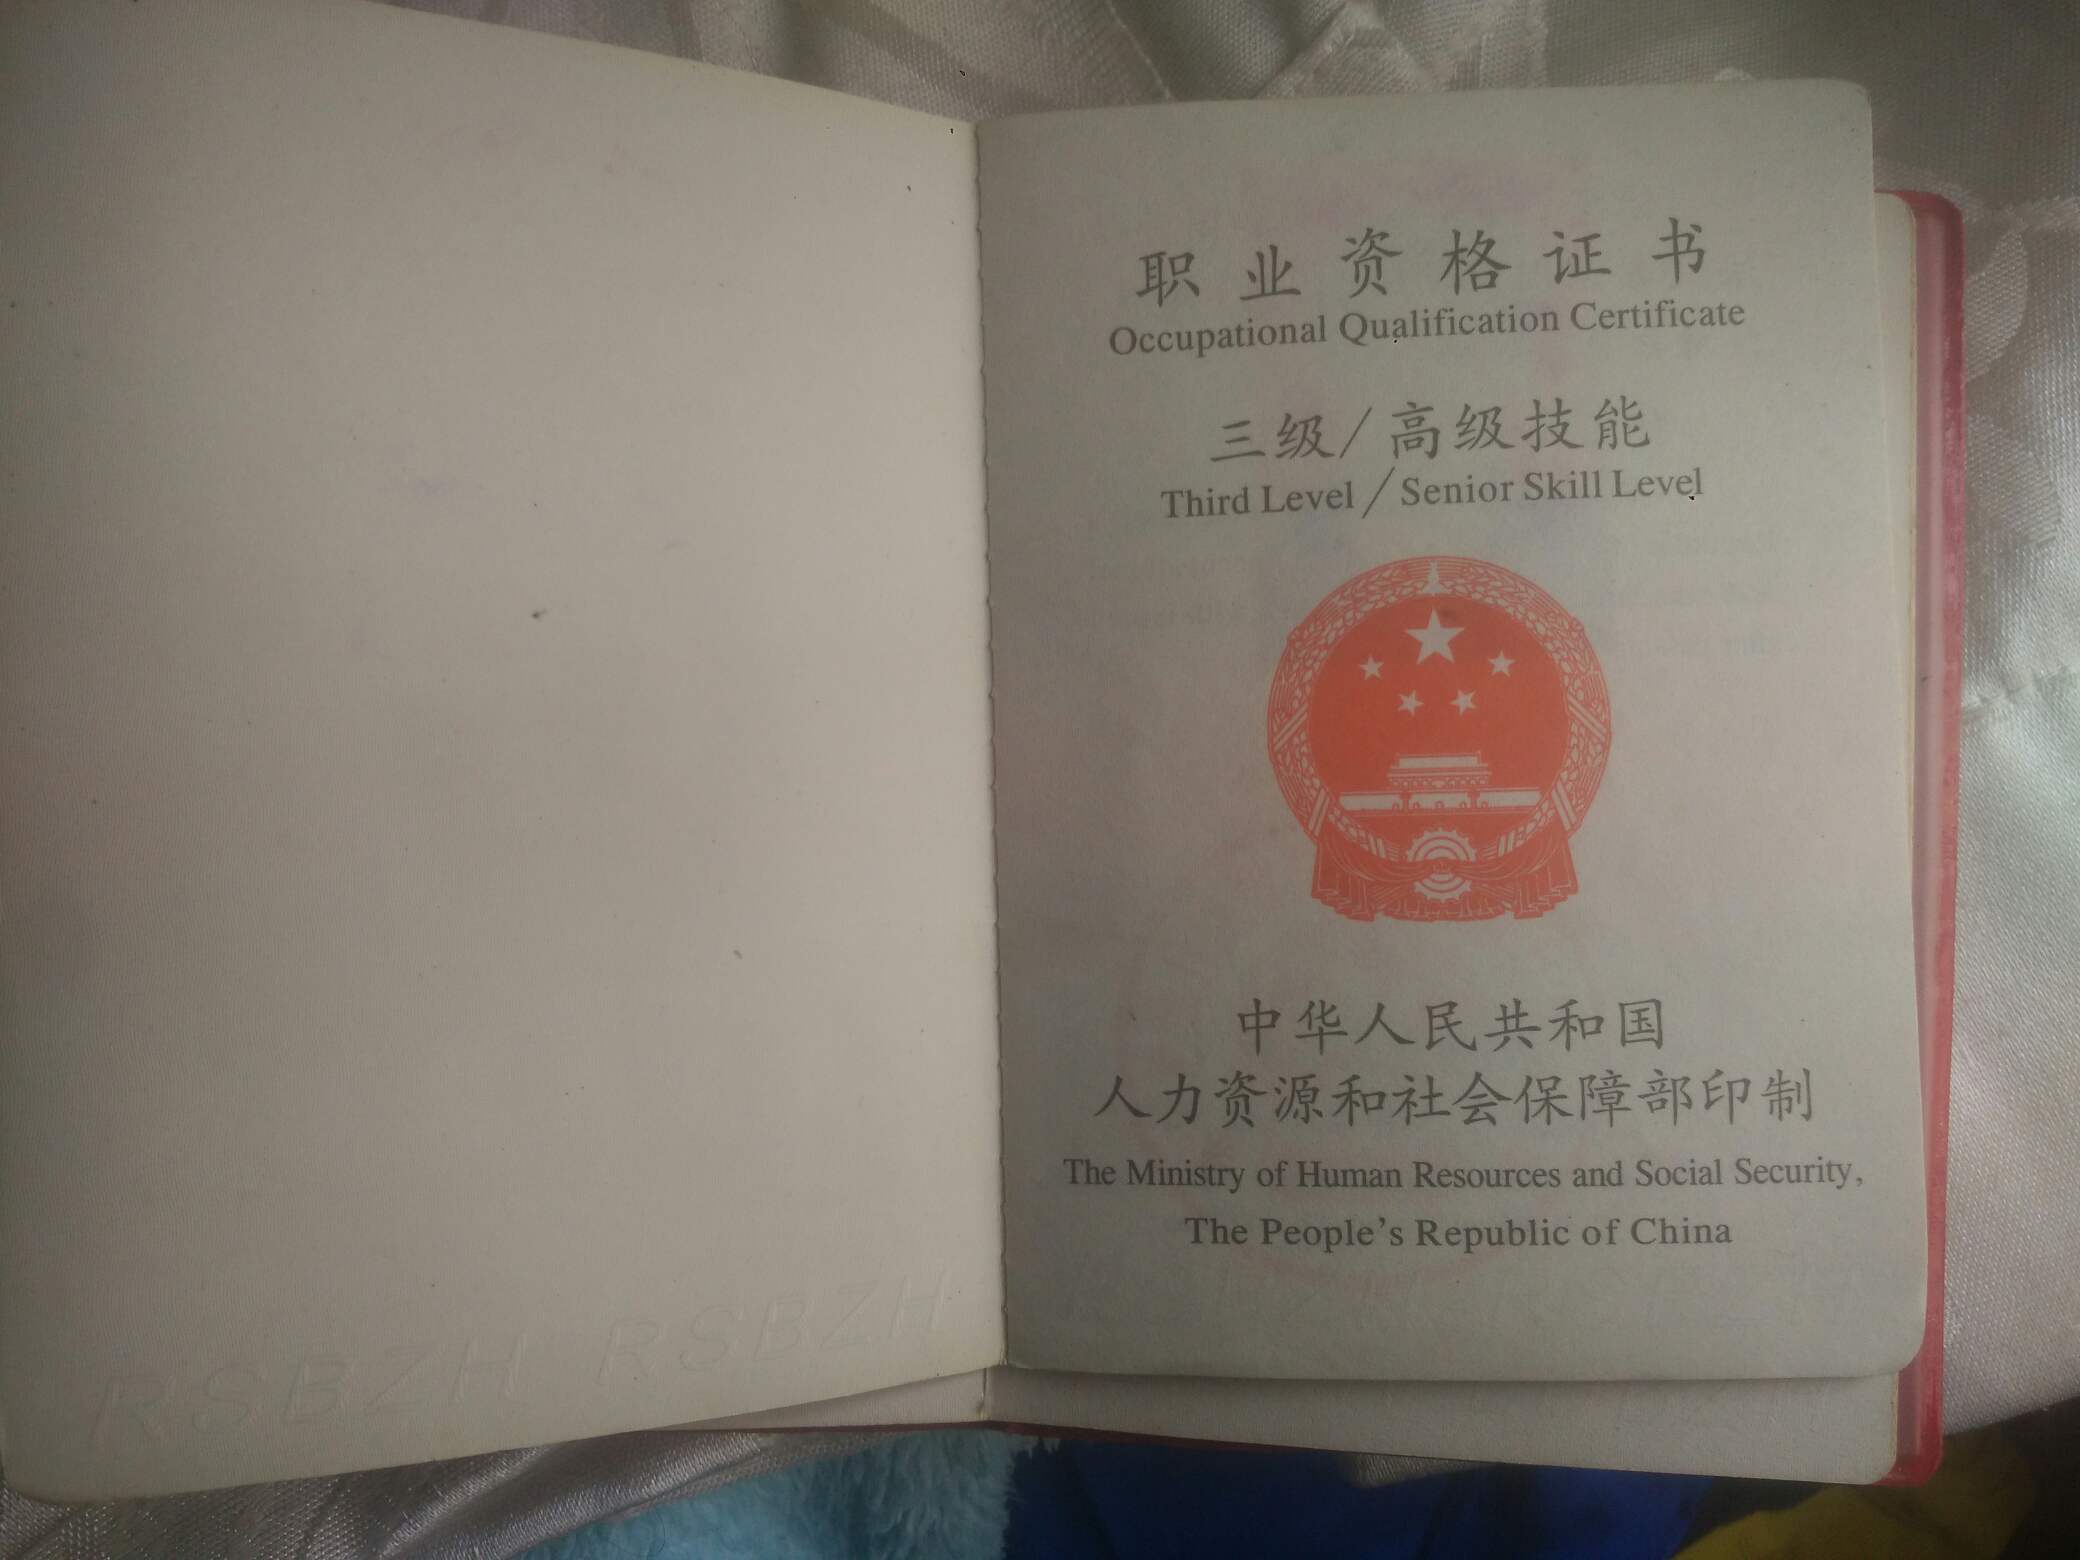 职业资格证书
Occupational Qualification Certificate
三级/高级技能
Third Level/Senior Skill Level
中华人民共和国
人力资源和社会保障部印制
The Ministry of Human Resources and Social Security,
The People's Republic of China
RSBZH RSBZH